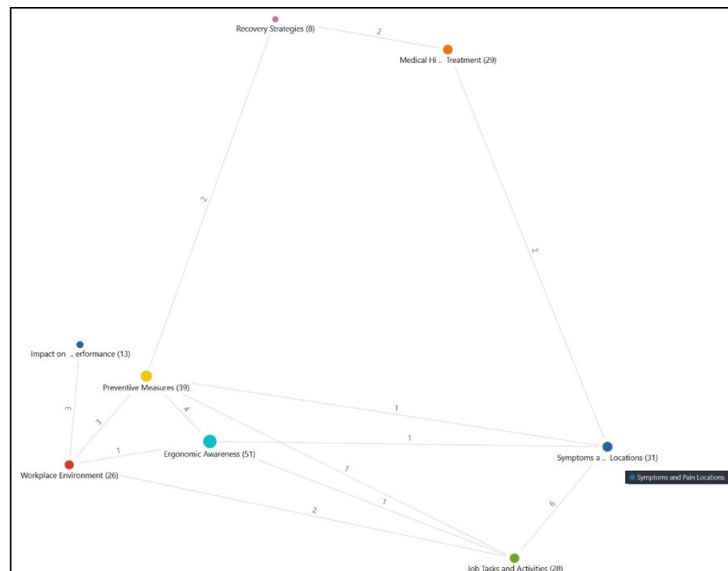 Recovery Strategies (8)
2
Medical Hi .. Treatment (29)
2
2
Impact on .. erformance (13)
Preventive Measures (39)
3
3
4
1
1
1
Ergonomic Awareness (51)
Symptoms a .. Locations (31)
Workplace Environment (26)
1
1
Symptoms and Pain Locations
2
6
Job Tasks and Activities (28)